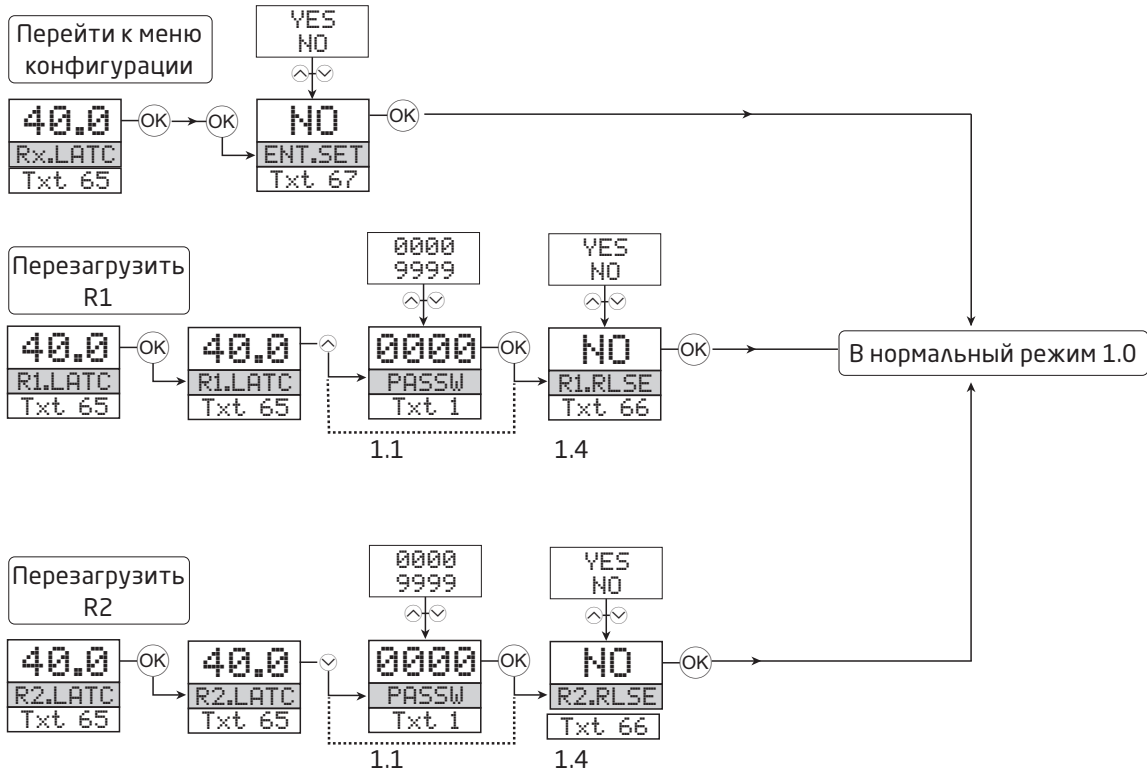 Перейти к меню
конфигурации
YES
NO
40.0
Rx.LATC
Txt 65
OK
OK
NO
ENT.SET
Txt 67
OK
Перезагрузить
R1
0000
9999
YES
NO
40.0
R1.LATC
Txt 65
OK
40.0
R1.LATC
Txt 65
0000
PASSW
Txt 1
OK
NO
R1.RLSE
Txt 66
OK
В нормальный режим 1.0
1.1
1.4
Перезагрузить
R2
0000
9999
YES
NO
40.0
R2.LATC
Txt 65
OK
40.0
R2.LATC
Txt 65
0000
PASSW
Txt 1
OK
NO
R2.RLSE
Txt 66
OK
1.1
1.4